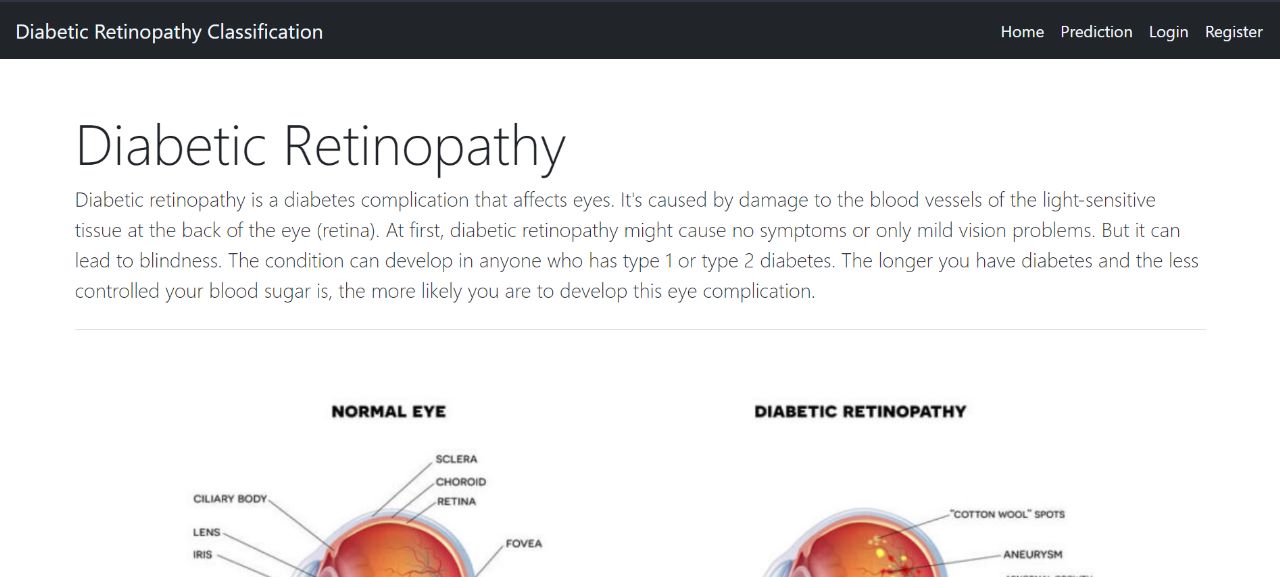 Diabetic Retinopathy Classification
Home Prediction Login Register
Diabetic Retinopathy
Diabetic retinopathy is a diabetes complication that affects eyes. It's caused by damage to the blood vessels of the light-sensitive
tissue at the back of the eye (retina). At first, diabetic retinopathy might cause no symptoms or only mild vision problems. But it can
lead to blindness. The condition can develop in anyone who has type 1 or type 2 diabetes. The longer you have diabetes and the less
controlled your blood sugar is, the more likely you are to develop this eye complication.
NORMAL EYE
SCLERA
CHOROID
RETINA
CILIARY BODY
LENS
IRIS
FOVEA
DIABETIC RETINOPATHY
"COTTON WOOL" SPOTS
ANEURYSM